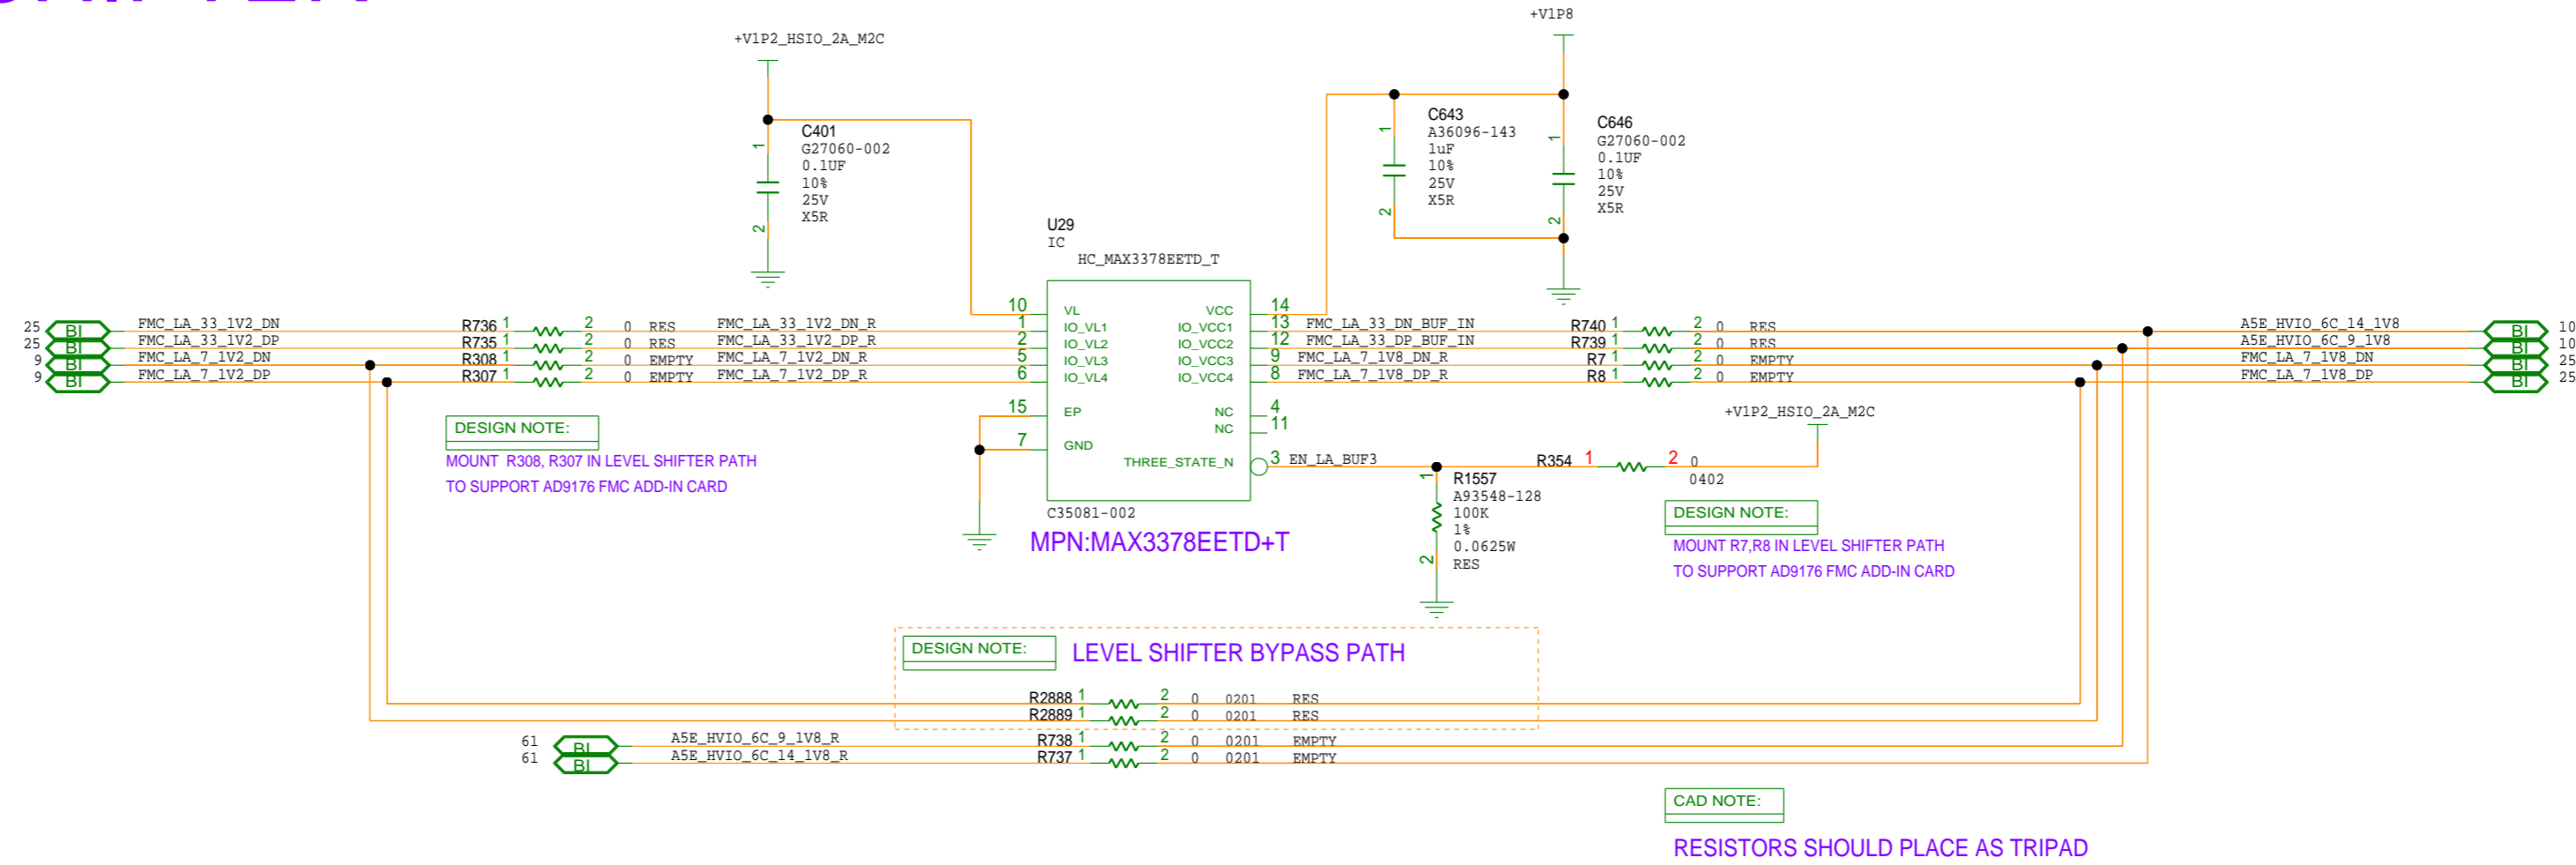 +V1P8
+V1P2_HSIO_2A_M2C
C401
G27060-002
0.1UF
10%
25V
X5R
1
2
C643
A36096-143
1uF
10%
25V
X5R
1
2
C646
G27060-002
0.1UF
10%
25V
X5R
1
2
U29
IC
HC_MAX3378EETD_T
10 VL VCC 14
1 IO_VL1 IO_VCC1 13
2 IO_VL2 IO_VCC2 12
5 IO_VL3 IO_VCC3 9
6 IO_VL4 IO_VCC4 8
15 EP NC 4
NC 11
7 GND
THREE_STATE_N 3 EN_LA_BUF3
C35081-002
MPN:MAX3378EETD+T
25 BI FMC_LA_33_1V2_DN R736 1 2 0 RES FMC_LA_33_1V2_DN_R
25 BI FMC_LA_33_1V2_DP R735 1 2 0 RES FMC_LA_33_1V2_DP_R
9 BI FMC_LA_7_1V2_DN R308 1 2 0 EMPTY FMC_LA_7_1V2_DN_R
9 BI FMC_LA_7_1V2_DP R307 1 2 0 EMPTY FMC_LA_7_1V2_DP_R
FMC_LA_33_DN_BUF_IN R740 1 2 0 RES A5E_HVIO_6C_14_1V8 BI 10
FMC_LA_33_DP_BUF_IN R739 1 2 0 RES A5E_HVIO_6C_9_1V8 BI 10
FMC_LA_7_1V8_DN_R R7 1 2 0 EMPTY FMC_LA_7_1V8_DN BI 25
FMC_LA_7_1V8_DP_R R8 1 2 0 EMPTY FMC_LA_7_1V8_DP BI 25
DESIGN NOTE:
MOUNT R308, R307 IN LEVEL SHIFTER PATH
TO SUPPORT AD9176 FMC ADD-IN CARD
+V1P2_HSIO_2A_M2C
R354 1 2 0
0402
R1557
A93548-128
100K
1%
0.0625W
RES
1
2
DESIGN NOTE:
MOUNT R7,R8 IN LEVEL SHIFTER PATH
TO SUPPORT AD9176 FMC ADD-IN CARD
DESIGN NOTE: LEVEL SHIFTER BYPASS PATH
R2888 1 2 0 0201 RES
R2889 1 2 0 0201 RES
61 BI A5E_HVIO_6C_9_1V8_R R738 1 2 0 0201 EMPTY
61 BI A5E_HVIO_6C_14_1V8_R R737 1 2 0 0201 EMPTY
CAD NOTE:
RESISTORS SHOULD PLACE AS TRIPAD